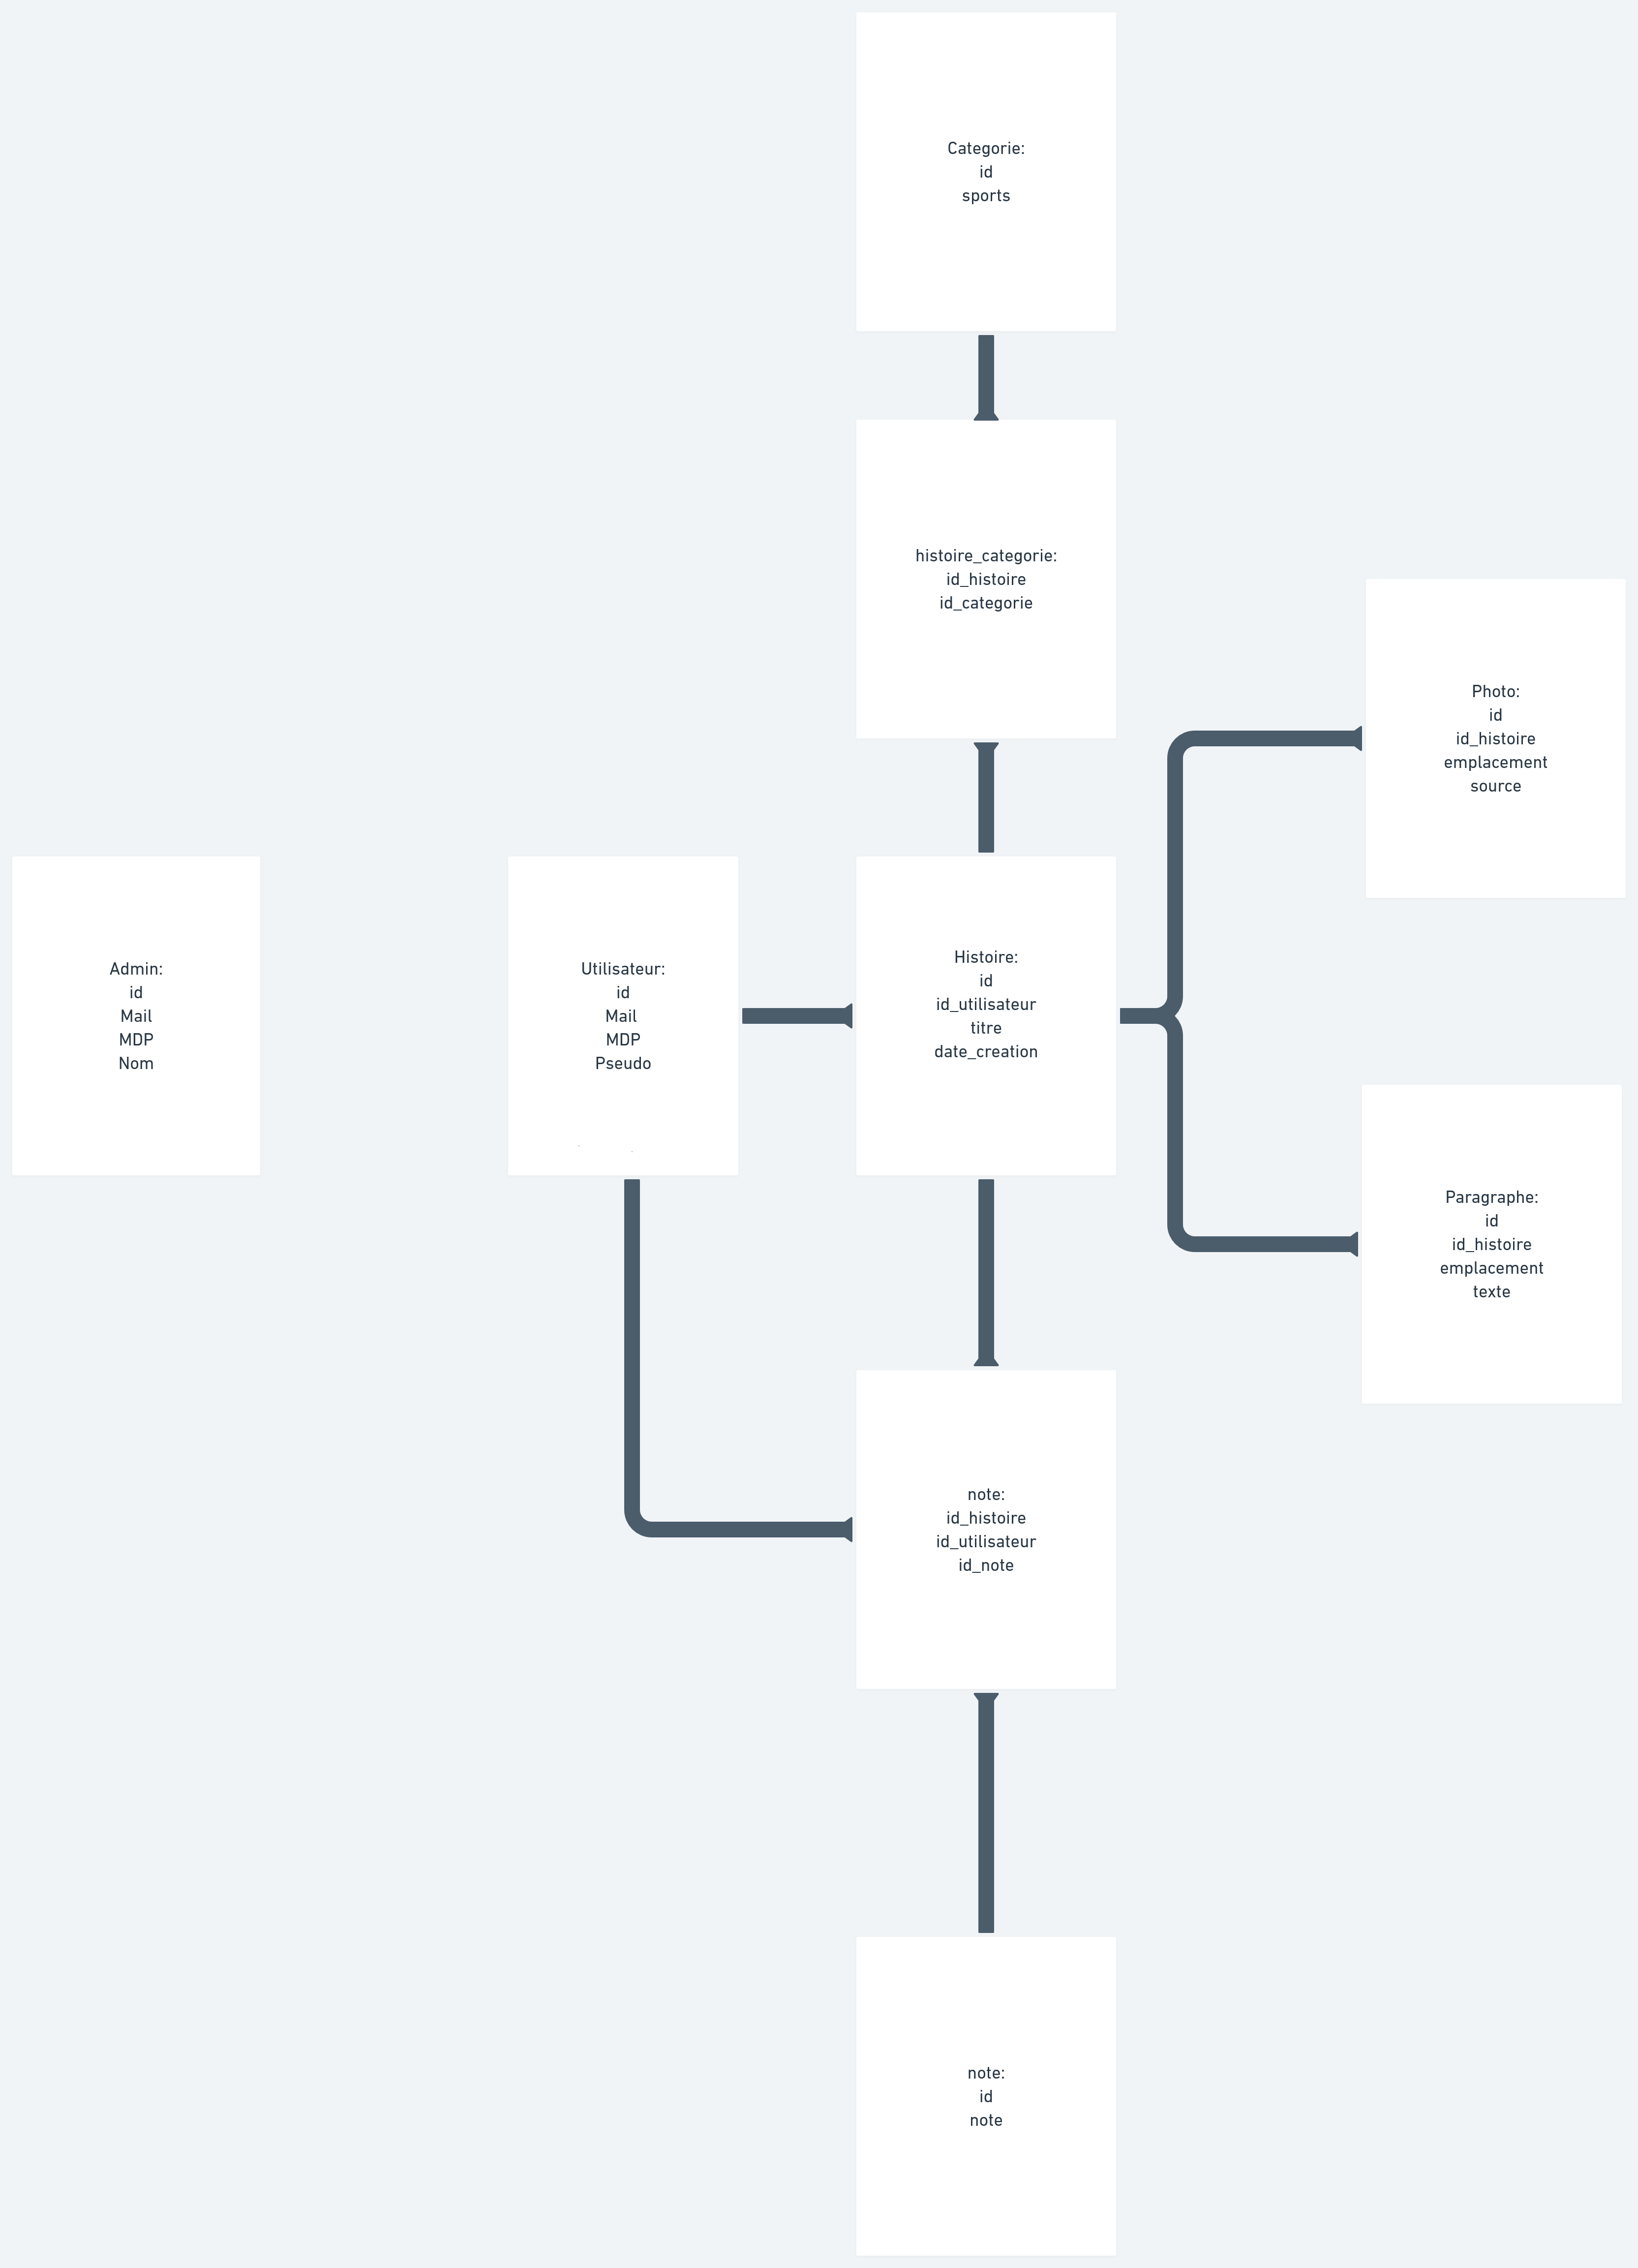 Categorie:
id
sports
histoire_categorie:
id_histoire
id_categorie
Photo:
id
id_histoire
emplacement
source
Admin:
id
Mail
MDP
Nom
Utilisateur:
id
Mail
MDP
Pseudo
Histoire:
id
id_utilisateur
titre
date_creation
Paragraphe:
id
id_histoire
emplacement
texte
note:
id_histoire
id_utilisateur
id_note
note:
id
note